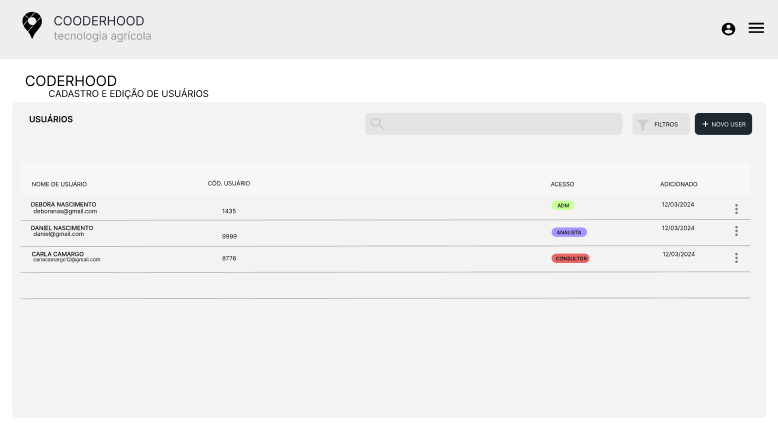 COODERHOOD
tecnologia agrícola
CODERHOOD
CADASTRO E EDIÇÃO DE USUÁRIOS
USUÁRIOS
FILTROS
+ NOVO USER
NOME DE USUÁRIO CÓD. USUÁRIO ACESSO ADICIONADO
DEBORA NASCIMENTO
deboranas@gmail.com 1435 ADM 12/03/2024
DANIEL NASCIMENTO
daniel@gmail.com 9999 ANALISTA 12/03/2024
CARLA CAMARGO
carlacamargo12@gmail.com 8776 CONSULTOR 12/03/2024